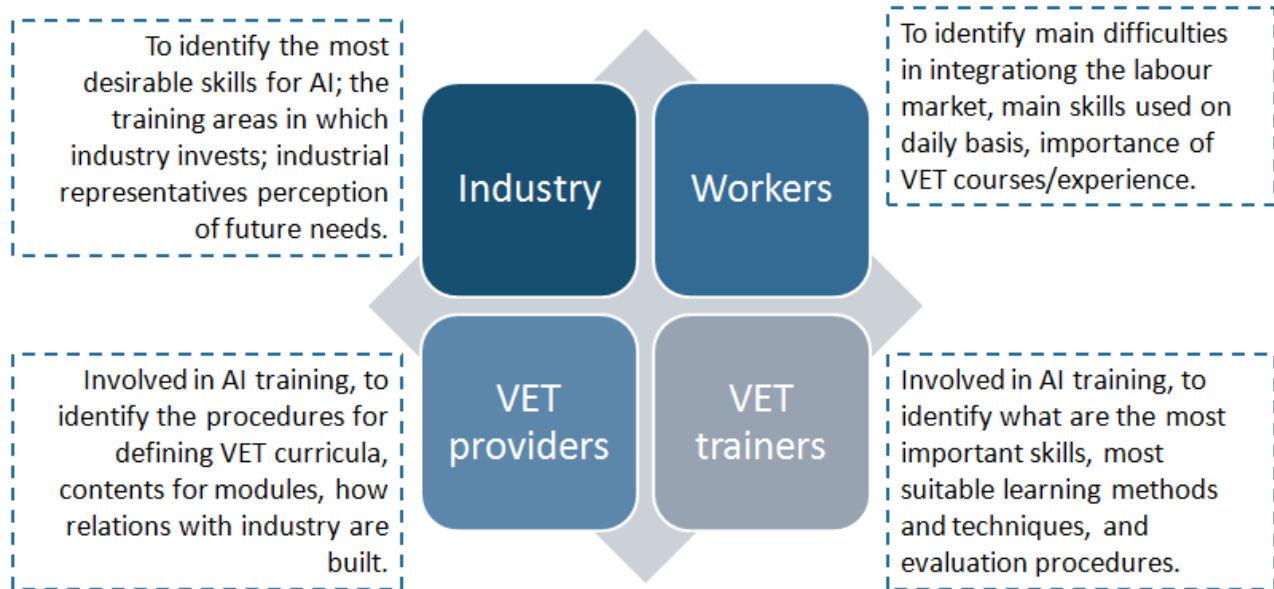 To identify the most
desirable skills for AI; the
training areas in which
industry invests; industrial
representatives perception
of future needs.
Industry
Workers
To identify main difficulties
in integrationg the labour
market, main skills used on
daily basis, importance of
VET courses/experience.
Involved in AI training, to
identify the procedures for
defining VET curricula,
contents for modules, how
relations with industry are
built.
VET
providers
VET
trainers
Involved in AI training, to
identify what are the most
important skills, most
suitable learning methods
and techniques, and
evaluation procedures.